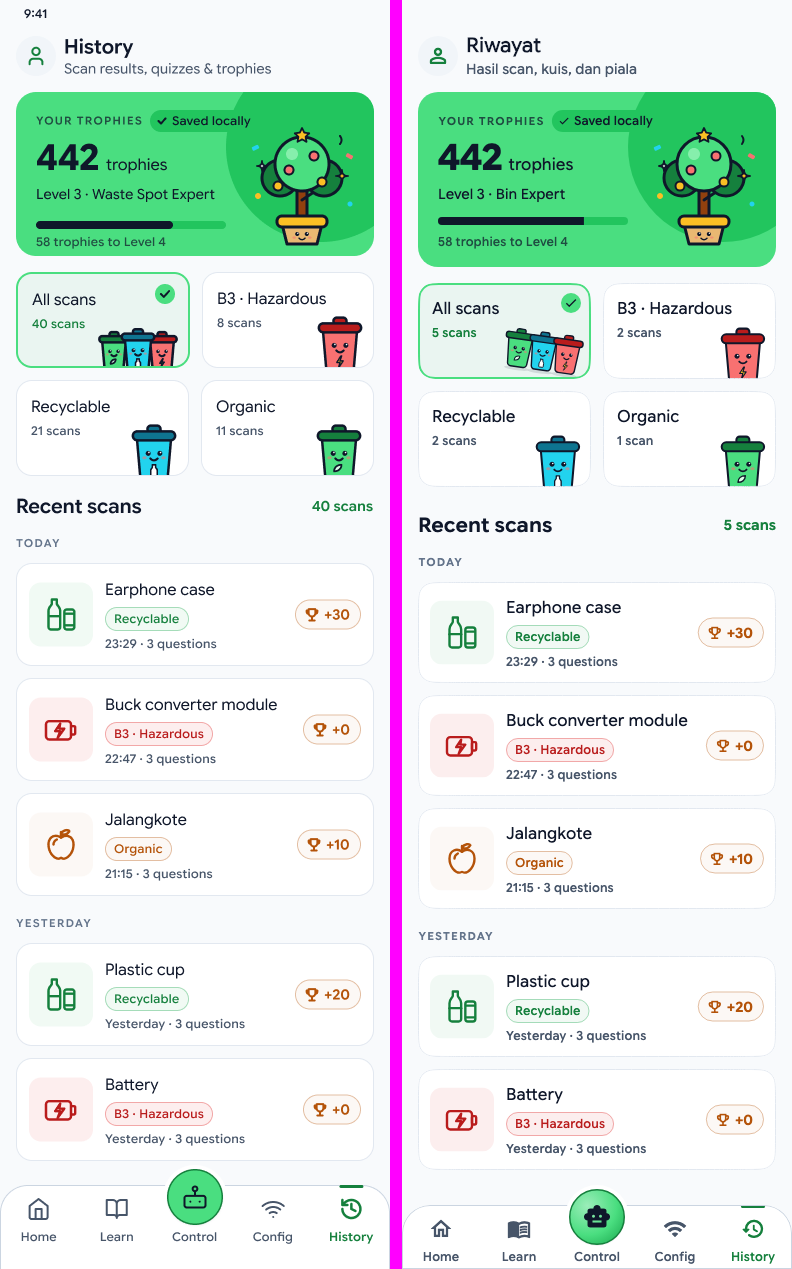 9:41
History
Scan results, quizzes & trophies
YOUR TROPHIES
Saved locally
442 trophies
Level 3 · Waste Spot Expert
58 trophies to Level 4
All scans
40 scans
B3 · Hazardous
8 scans
Recyclable
21 scans
Organic
11 scans
Recent scans
40 scans
TODAY
Earphone case
Recyclable
+30
23:29 · 3 questions
Buck converter module
B3 · Hazardous
+0
22:47 · 3 questions
Jalangkote
Organic
+10
21:15 · 3 questions
YESTERDAY
Plastic cup
Recyclable
+20
Yesterday · 3 questions
Battery
B3 · Hazardous
+0
Yesterday · 3 questions
Home
Learn
Control
Config
History
Riwayat
Hasil scan, kuis, dan piala
YOUR TROPHIES
Saved locally
442 trophies
Level 3 · Bin Expert
58 trophies to Level 4
All scans
5 scans
B3 · Hazardous
2 scans
Recyclable
2 scans
Organic
1 scan
Recent scans
5 scans
TODAY
Earphone case
Recyclable
+30
23:29 · 3 questions
Buck converter module
B3 · Hazardous
+0
22:47 · 3 questions
Jalangkote
Organic
+10
21:15 · 3 questions
YESTERDAY
Plastic cup
Recyclable
+20
Yesterday · 3 questions
Battery
B3 · Hazardous
+0
Yesterday · 3 questions
Home
Learn
Control
Config
History